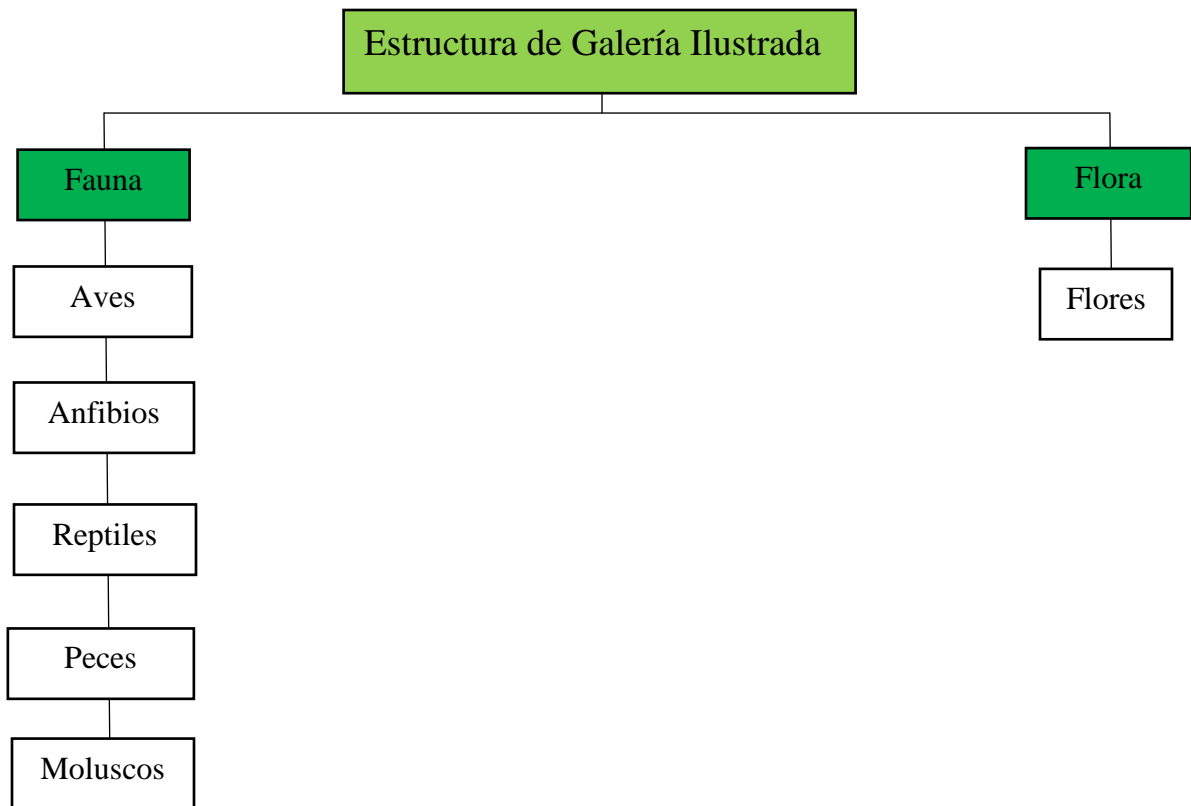 Estructura de Galería Ilustrada
Fauna
Flora
Aves
Flores
Anfibios
Reptiles
Peces
Moluscos